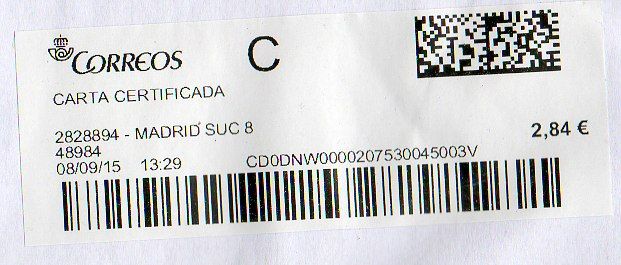 CORREOS
C
CARTA CERTIFICADA
2828894 - MADRID SUC 8
2,84 €
48984
08/09/15 13:29 CD0DNW0000207530045003V